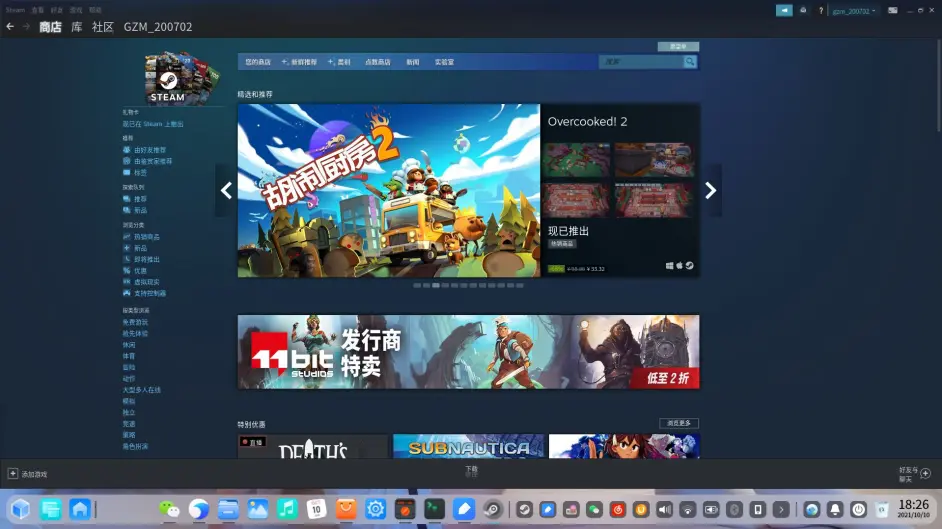 Steam 查看 好友 游戏 帮助
gzm_200702
商店 库 社区 GZM_200702
愿望单
您的商店 新鲜推荐 类别 点数商店 新闻 实验室
搜索
STEAM
礼物卡
现已在 Steam 上推出
推荐
由好友推荐
由鉴赏家推荐
标签
探索队列
推荐
新品
浏览分类
热销商品
新品
即将推出
优惠
虚拟现实
支持控制器
按类型浏览
免费游玩
抢先体验
休闲
体育
冒险
动作
大型多人在线
模拟
独立
竞速
策略
角色扮演
精选和推荐
胡闹厨房2
Overcooked! 2
现已推出
热销商品
¥ 33.32
11 bit STUDIOS
发行商
特卖
低至 2 折
特别优惠
浏览更多
直播
DEATH'S
SUBNAUTICA
添加游戏
下载
好友与
聊天
10
18:26
2021/10/10